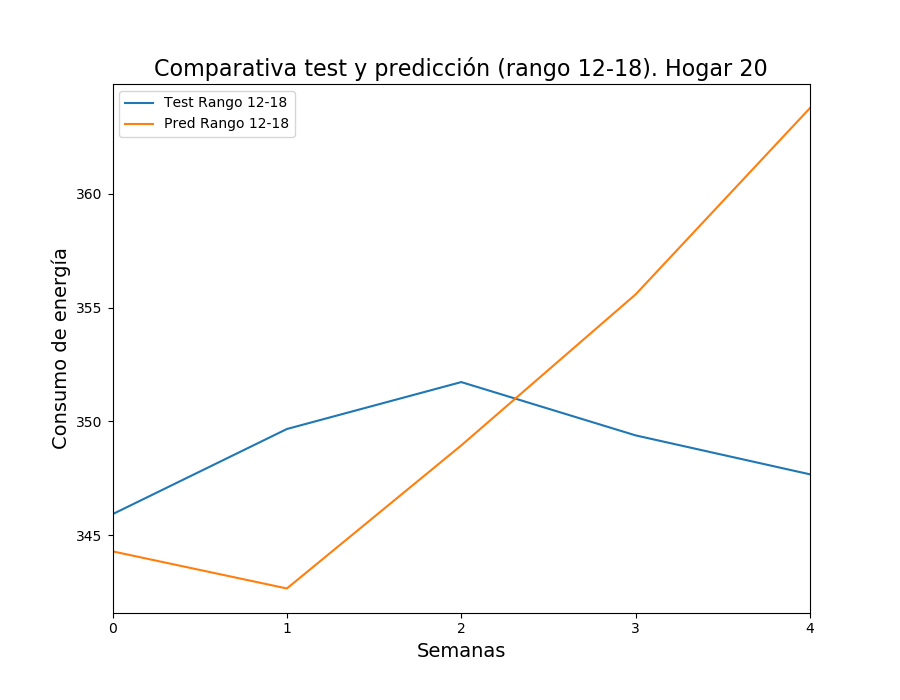 Comparativa test y predicción (rango 12-18). Hogar 20
Test Rango 12-18
Pred Rango 12-18
360
355
350
345
Consumo de energía
0 1 2 3 4
Semanas